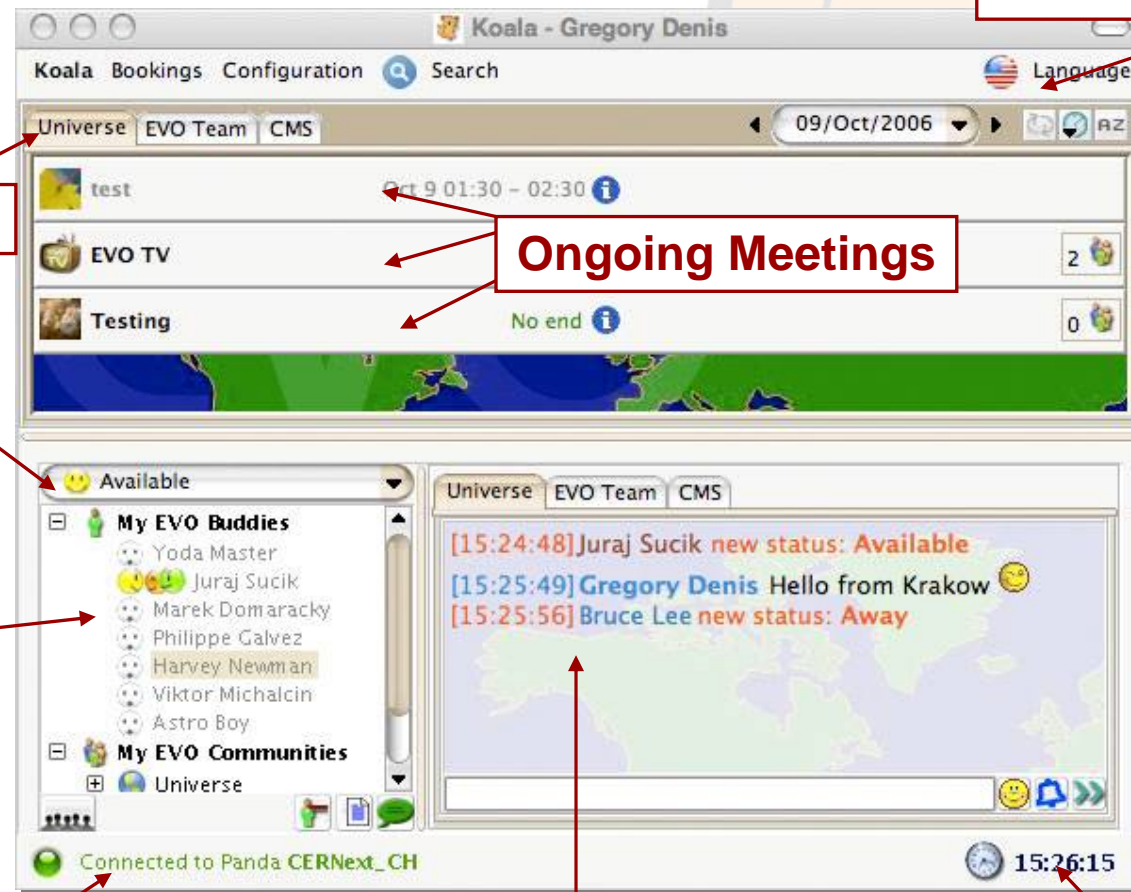 Koala - Gregory Denis
Koala Bookings Configuration Search Language
Universe EVO Team CMS 09/Oct/2006 AZ
test Oct 9 01:30 - 02:30
EVO TV 2
Ongoing Meetings
Testing No end 0
Available
My EVO Buddies
Yoda Master
Juraj Sucik
Marek Domaracky
Philippe Galvez
Harvey Newman
Viktor Michalcin
Astro Boy
My EVO Communities
Universe
Universe EVO Team CMS
[15:24:48] Juraj Sucik new status: Available
[15:25:49] Gregory Denis Hello from Krakow
[15:25:56] Bruce Lee new status: Away
Connected to Panda CERNext_CH 15:26:15